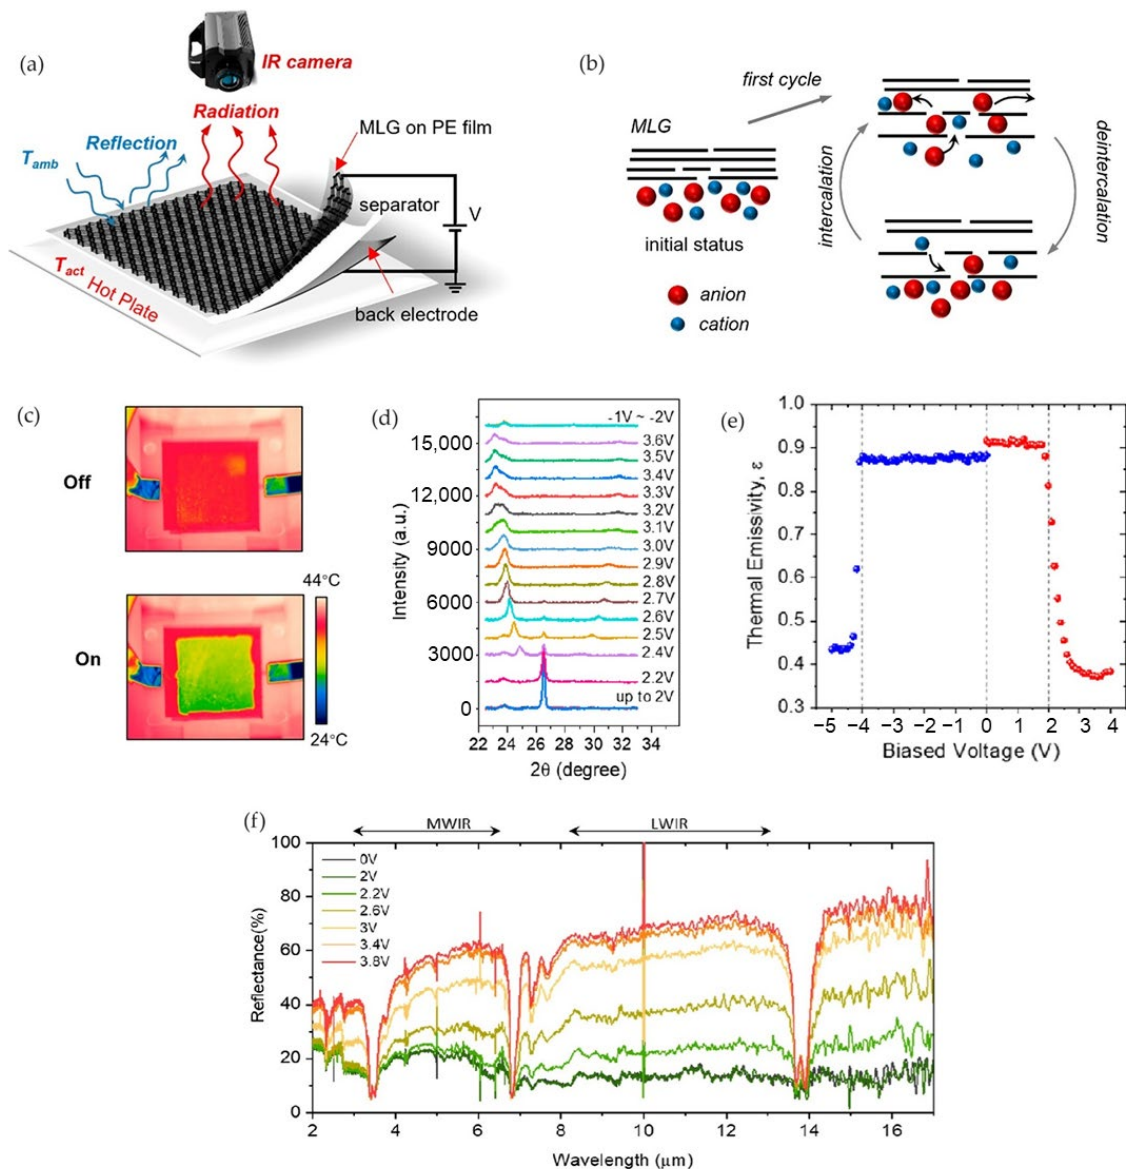 (a)
IR camera
Radiation
MLG on PE film
Reflection
T amb
separator
V
T act Hot Plate
back electrode
(b)
first cycle
MLG
initial status
intercalation
deintercalation
anion
cation
(c)
Off
On
44°C
24°C
(d)
Intensity (a.u.)
15,000
12,000
9000
6000
3000
0
-1V ~ -2V
3.6V
3.5V
3.4V
3.3V
3.2V
3.1V
3.0V
2.9V
2.8V
2.7V
2.6V
2.5V
2.4V
2.2V
up to 2V
22 24 26 28 30 32 34
2θ (degree)
(e)
Thermal Emissivity, ε
1.0
0.9
0.8
0.7
0.6
0.5
0.4
0.3
−5 −4 −3 −2 −1 0 1 2 3 4
Biased Voltage (V)
(f)
MWIR
LWIR
Reflectance(%)
100
80
60
40
20
0
0V
2V
2.2V
2.6V
3V
3.4V
3.8V
2 4 6 8 10 12 14 16
Wavelength (μm)